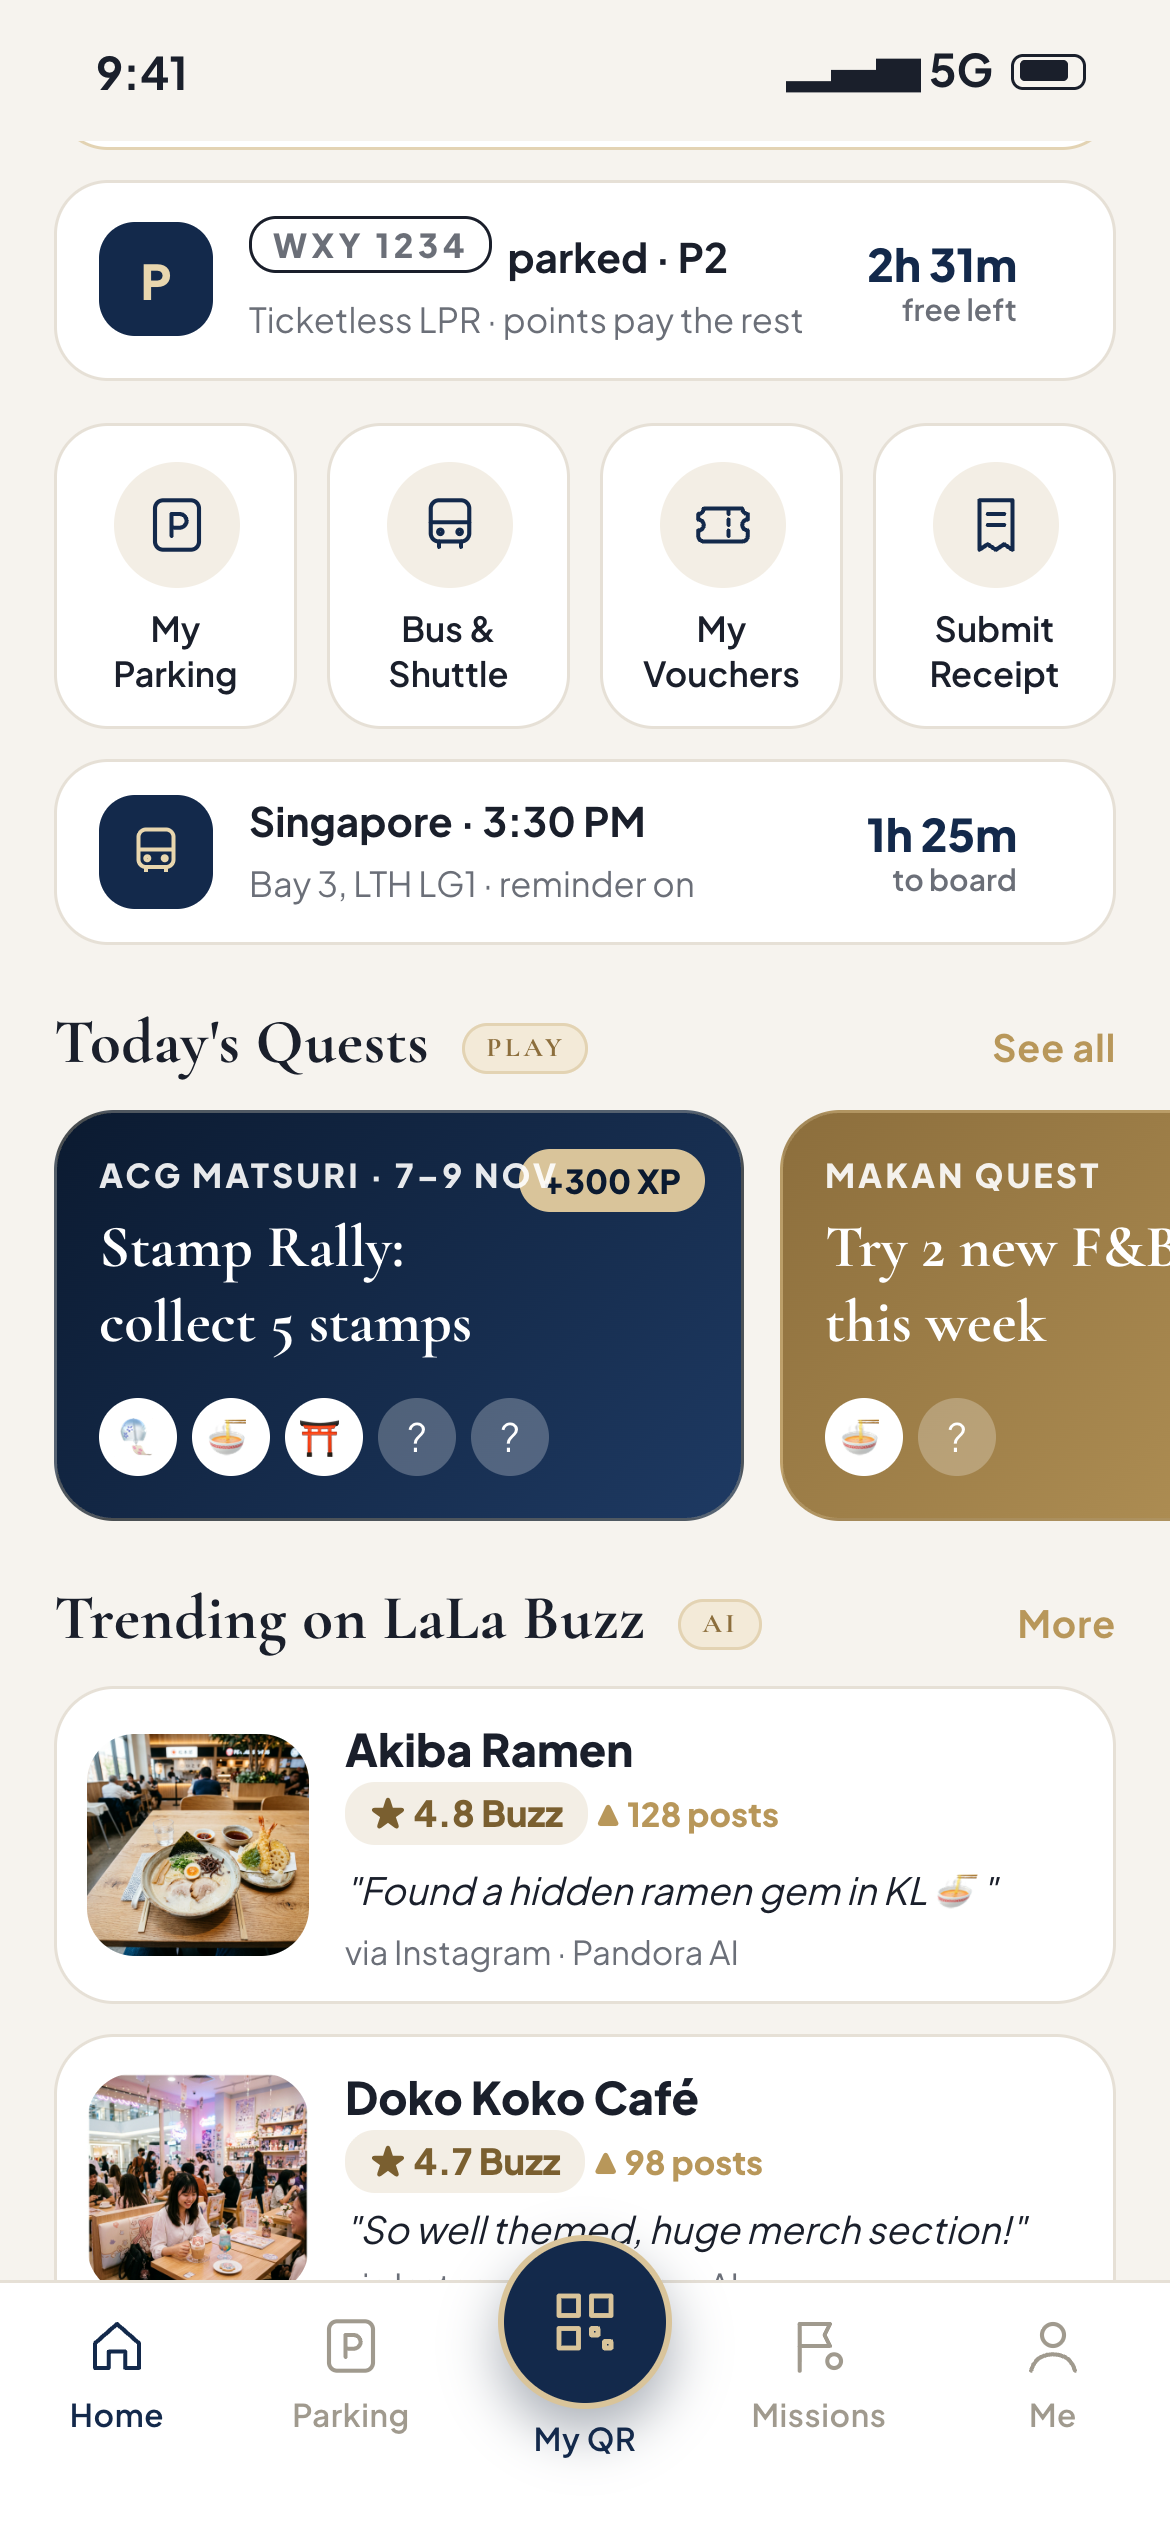 9:41
5G
P
WXY 1234 parked · P2
2h 31m
Ticketless LPR · points pay the rest
free left
P
My
Parking
Bus &
Shuttle
My
Vouchers
Submit
Receipt
Singapore · 3:30 PM
1h 25m
Bay 3, LTH LG1 · reminder on
to board
Today's Quests
PLAY
See all
ACG MATSURI · 7–9 NOV
+300 XP
Stamp Rally:
collect 5 stamps
? ?
MAKAN QUEST
Try 2 new F&B
this week
?
Trending on LaLa Buzz
AI
More
Akiba Ramen
★ 4.8 Buzz ▲ 128 posts
"Found a hidden ramen gem in KL 🍜 "
via Instagram · Pandora AI
Doko Koko Café
★ 4.7 Buzz ▲ 98 posts
"So well themed, huge merch section!"
Home
P
Parking
My QR
Missions
Me